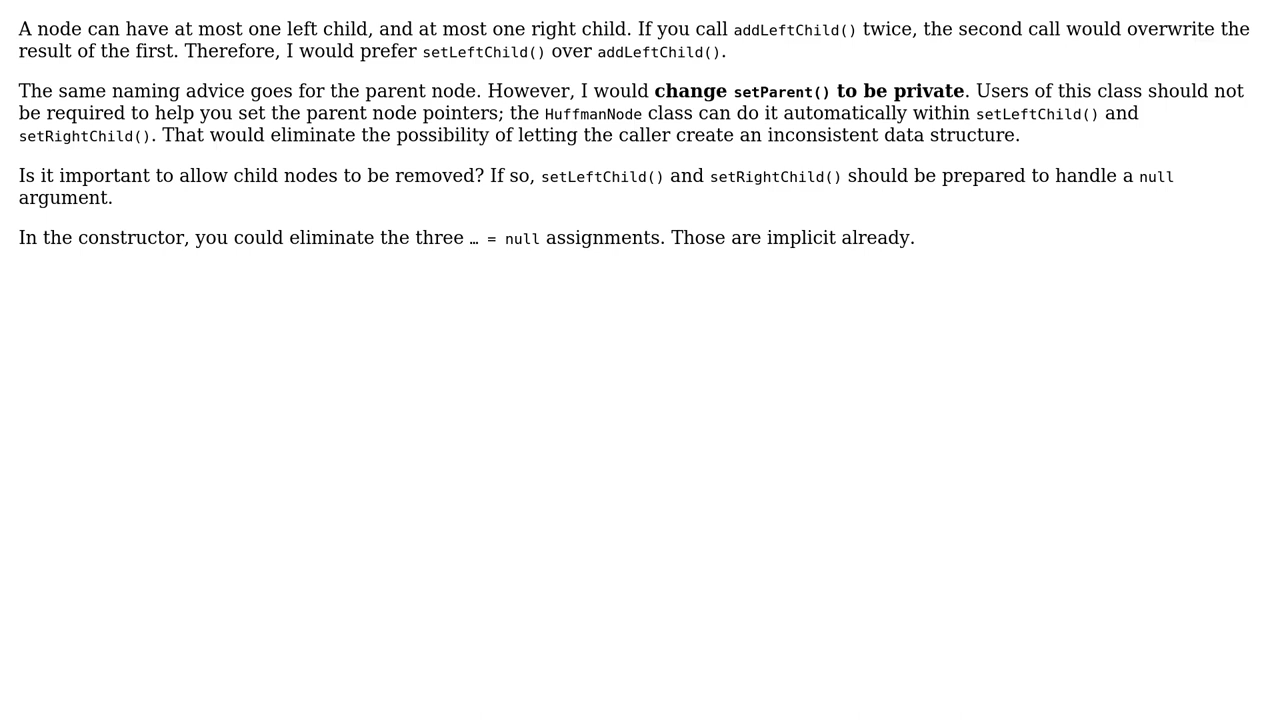 A node can have at most one left child, and at most one right child. If you call addLeftChild() twice, the second call would overwrite the
result of the first. Therefore, I would prefer setLeftChild() over addLeftChild().
The same naming advice goes for the parent node. However, I would change setParent() to be private. Users of this class should not
be required to help you set the parent node pointers; the HuffmanNode class can do it automatically within setLeftChild() and
setRightChild(). That would eliminate the possibility of letting the caller create an inconsistent data structure.
Is it important to allow child nodes to be removed? If so, setLeftChild() and setRightChild() should be prepared to handle a null
argument.
In the constructor, you could eliminate the three … = null assignments. Those are implicit already.